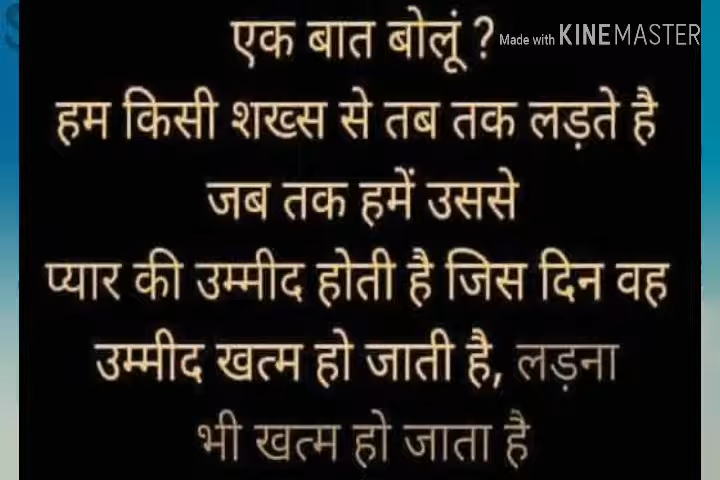 एक बात बोलूं ?
Made with KINEMASTER
हम किसी शख्स से तब तक लड़ते है
जब तक हमें उससे
प्यार की उम्मीद होती है जिस दिन वह
उम्मीद खत्म हो जाती है, लड़ना
भी खत्म हो जाता है